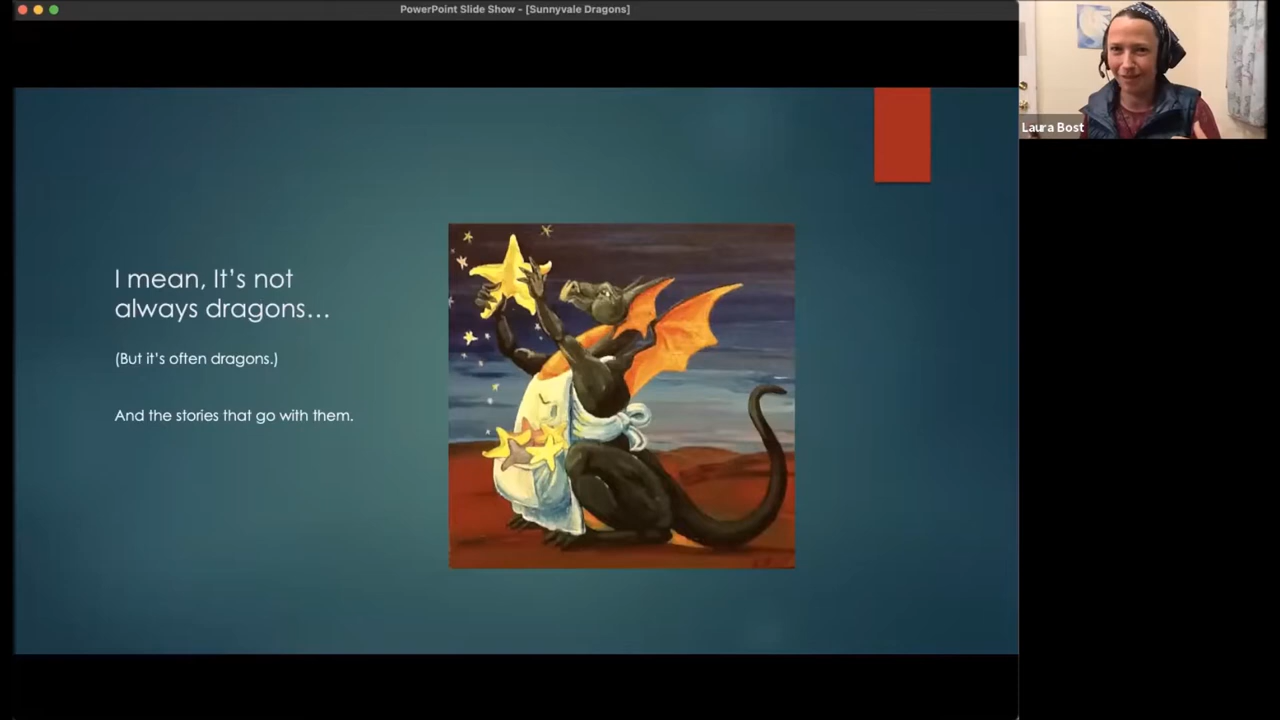 PowerPoint Slide Show - [Sunnyvale Dragons]
Laura Bost
I mean, It’s not
always dragons…
(But it’s often dragons.)
And the stories that go with them.